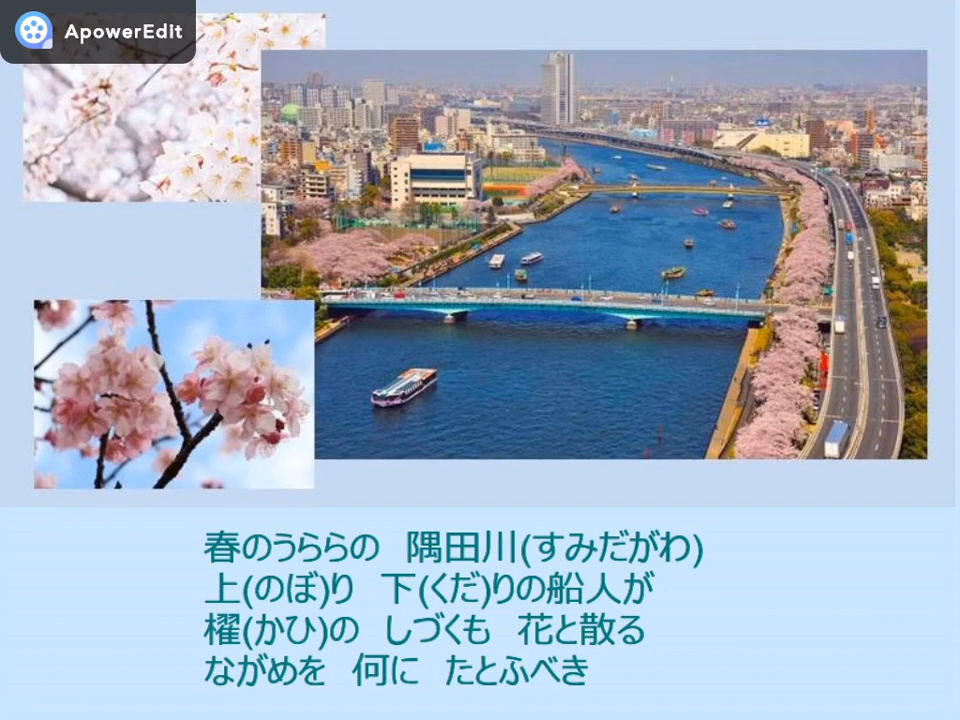 ApowerEdit
春のうららの　隅田川(すみだがわ)
上(のぼ)り　下(くだ)りの船人が
櫂(かひ)の　しづくも　花と散る
ながめを　何に　たとふべき